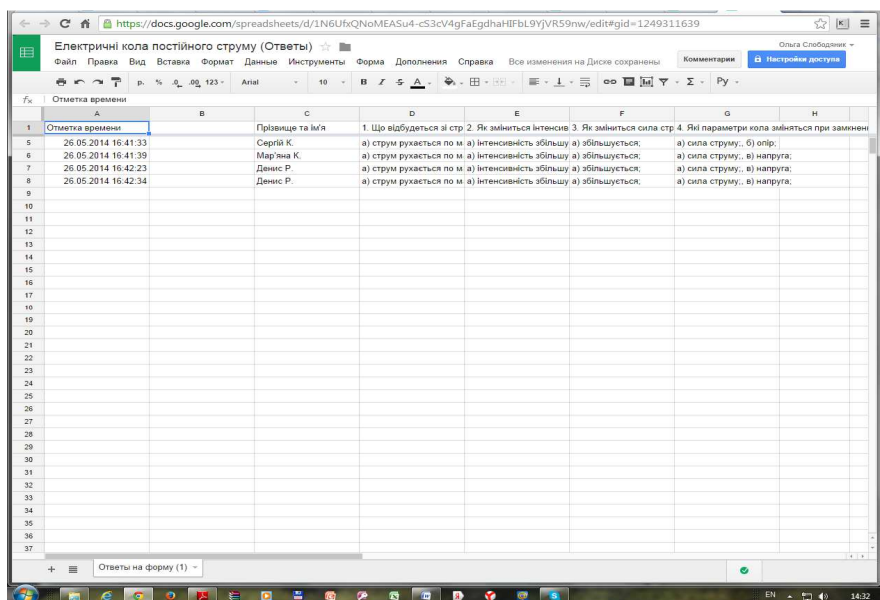 https://docs.google.com/spreadsheets/d/1N6UfxQNoMEASu4-cS3cV4gFaEgdhaHIFbL9YjVR59nw/edit#gid=1249311639
Електричні кола постійного струму (Ответы)
Ольга Слободяник
Файл Правка Вид Вставка Формат Данные Инструменты Форма Дополнения Справка Все изменения на Диске сохранены
Комментарии Настройки доступа
р. % .0 .00 123 Arial 10 B I S A Σ Ру
fx Отметка времени
A B C D E F G H
1 Отметка времени Прізвище та ім'я 1. Що відбудеться зі стр 2. Як зміниться інтенсив 3. Як зміниться сила стр 4. Які параметри кола зміняться при замкнен
5 26.05.2014 16:41:33 Сергій К. а) струм рухається по м а) інтенсивність збільшу а) збільшується; а) сила струму;, б) опір;
6 26.05.2014 16:41:39 Мар'яна К. а) струм рухається по м а) інтенсивність збільшу а) збільшується; а) сила струму;, в) напруга;
7 26.05.2014 16:42:23 Денис Р. а) струм рухається по м а) інтенсивність збільшу а) збільшується; а) сила струму;, в) напруга;
8 26.05.2014 16:42:34 Денис Р. а) струм рухається по м а) інтенсивність збільшу а) збільшується; а) сила струму;, в) напруга;
9
10
11
12
13
14
15
16
17
18
19
20
21
22
23
24
25
26
27
28
29
30
31
32
33
34
35
36
37
Ответы на форму (1)
EN 14:32